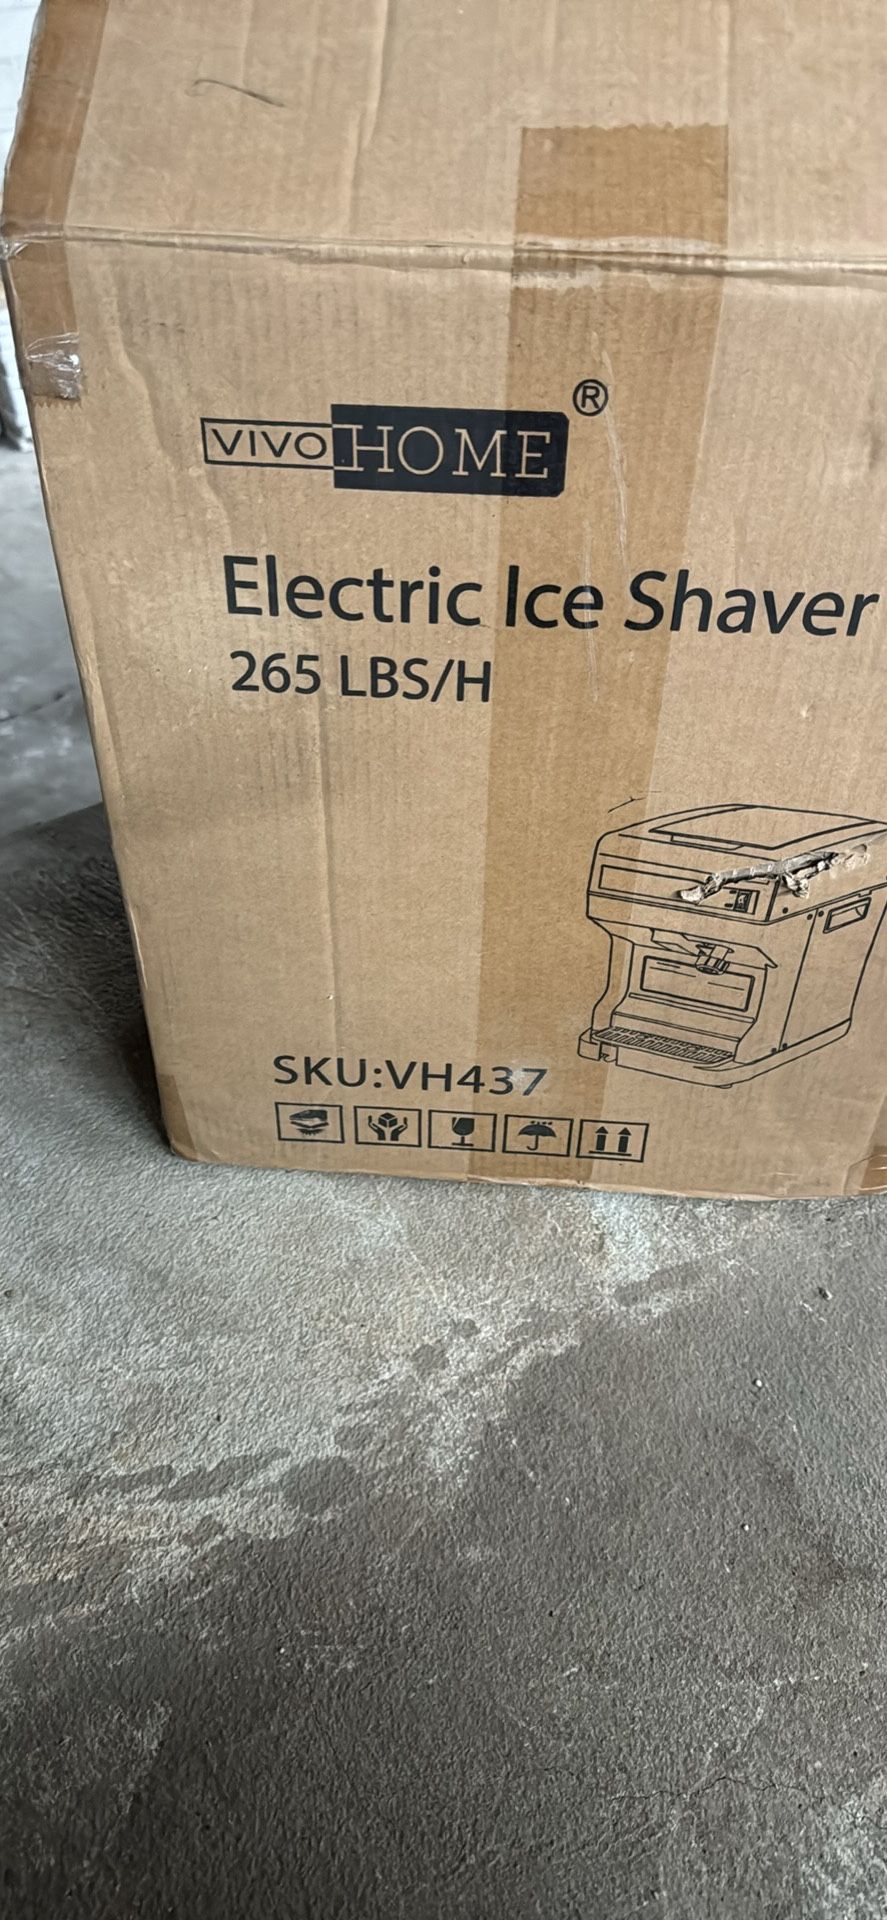 VIVO HOME ®
Electric Ice Shaver
265 LBS/H
SKU:VH437